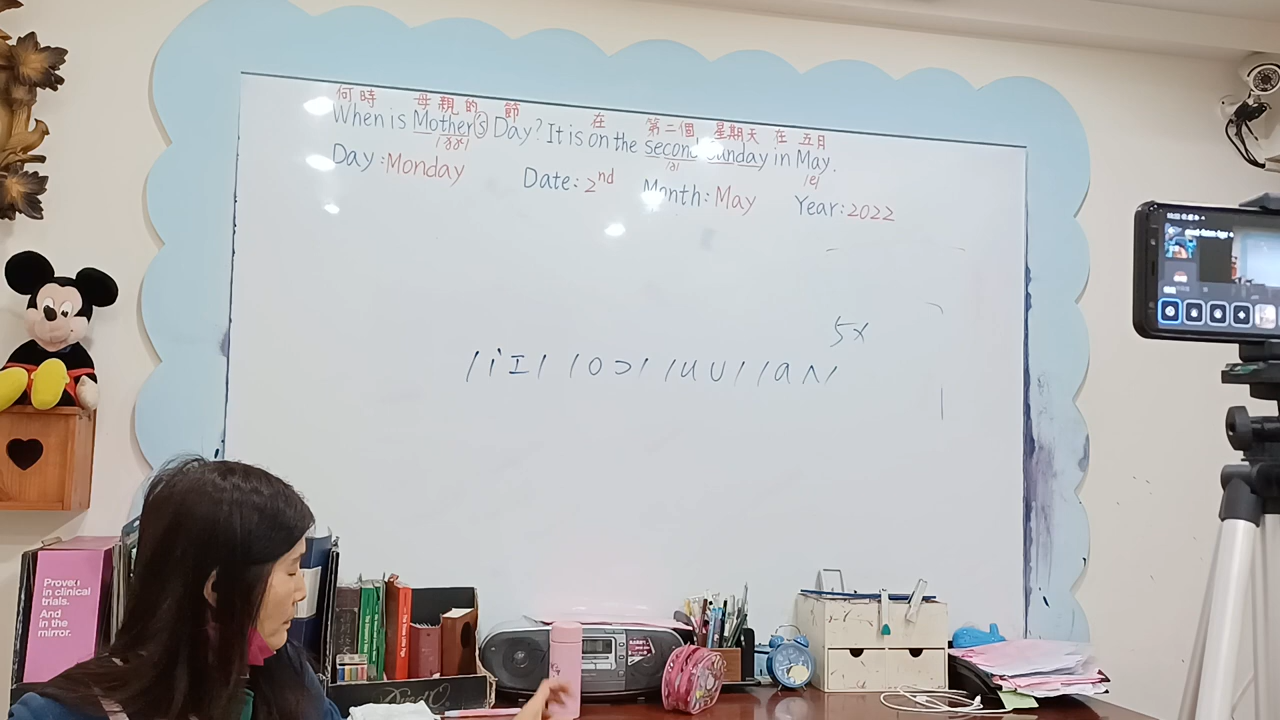 何時 母親的 節 在 第二個 星期天 在 五月
When is Mother's Day? It is on the second Sunday in May.
/ə/ /e/
Day: Monday Date: 2nd Month: May Year: 2022
5x
/i I/ /o ɔ/ /u ʊ/ /a ʌ/
Proven
in clinical
trials.
And
in the
mirror.